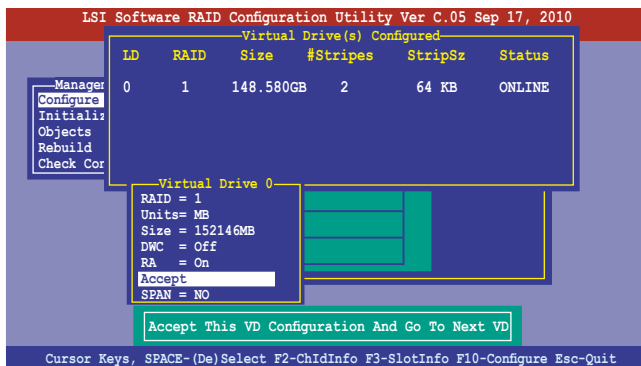 LSI Software RAID Configuration Utility Ver C.05 Sep 17, 2010
Virtual Drive(s) Configured
LD RAID Size #Stripes StripSz Status
0 1 148.580GB 2 64 KB ONLINE
Manager
Configure
Initializ
Objects
Rebuild
Check Con
Virtual Drive 0
RAID = 1
Units= MB
Size = 152146MB
DWC = Off
RA = On
Accept
SPAN = NO
Accept This VD Configuration And Go To Next VD
Cursor Keys, SPACE-(De)Select F2-ChIdInfo F3-SlotInfo F10-Configure Esc-Quit